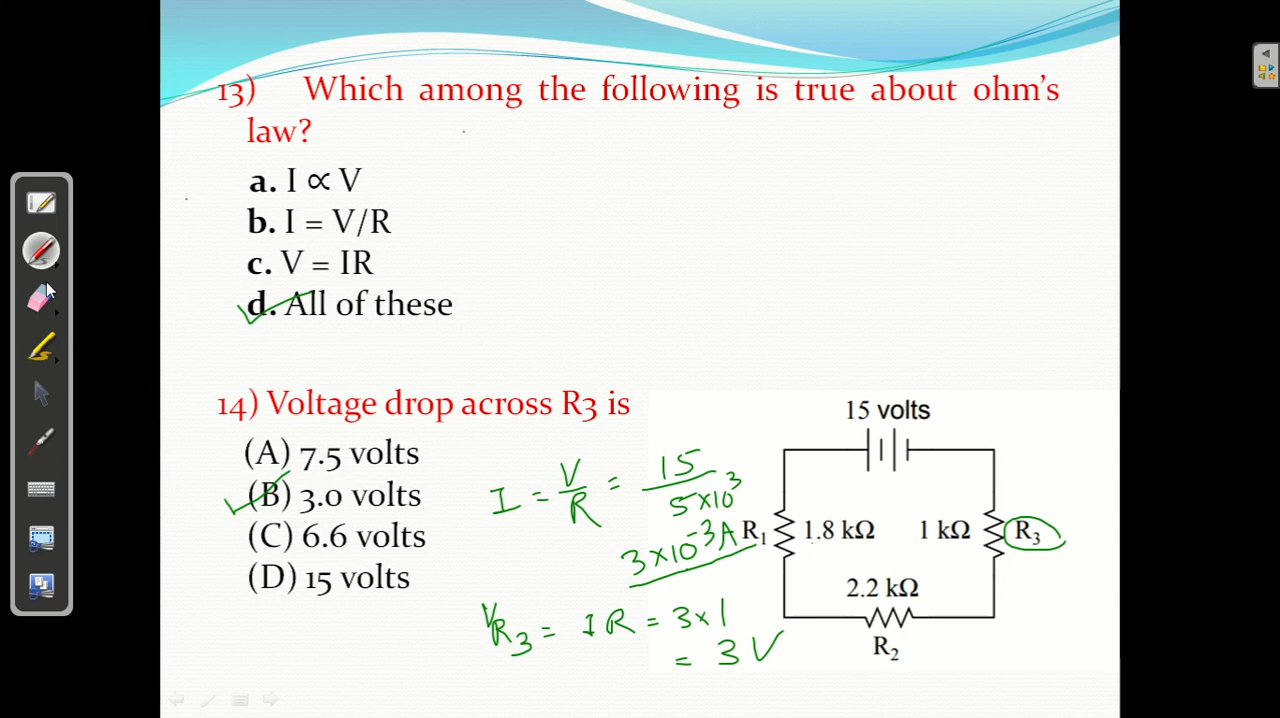 13) Which among the following is true about ohm's
law?
a. I ∝ V
b. I = V/R
c. V = IR
d. All of these
14) Voltage drop across R3 is
(A) 7.5 volts
(B) 3.0 volts
(C) 6.6 volts
(D) 15 volts
I = V/R = 15/5×10³
3×10⁻³A
VR₃ = IR = 3×1
= 3V
15 volts
R₁ 1.8 kΩ
1 kΩ R₃
2.2 kΩ
R₂